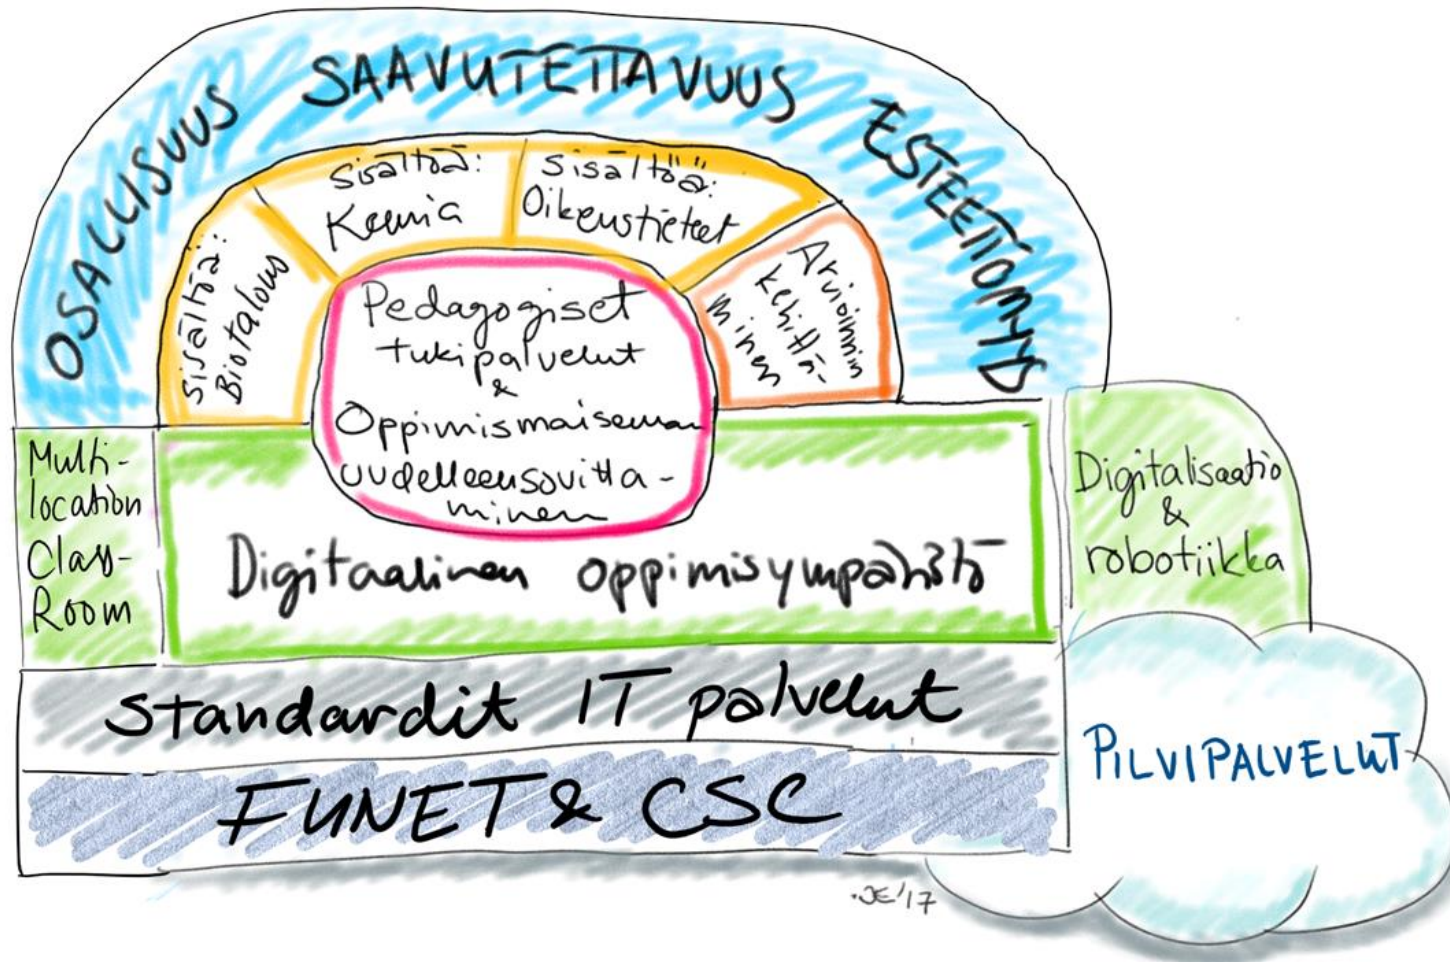 OSALLISUUS SAAVUTETTAVUUS ESTEETTÖMYYS
Sisältöä:
Biotalous
Sisältöä:
Kemia
Sisältöä:
Oikeustieteet
Arvioinnin
kehittä-
minen
Pedagogiset
tukipalvelut
&
Oppimismaiseman
uudelleensovitta-
minen
Multi-
location
Class-
Room
Digitaalinen oppimisympäristö
Digitalisaatio
&
robotiikka
Standardit IT palvelut
FUNET & CSC
PILVIPALVELUT
JE'17